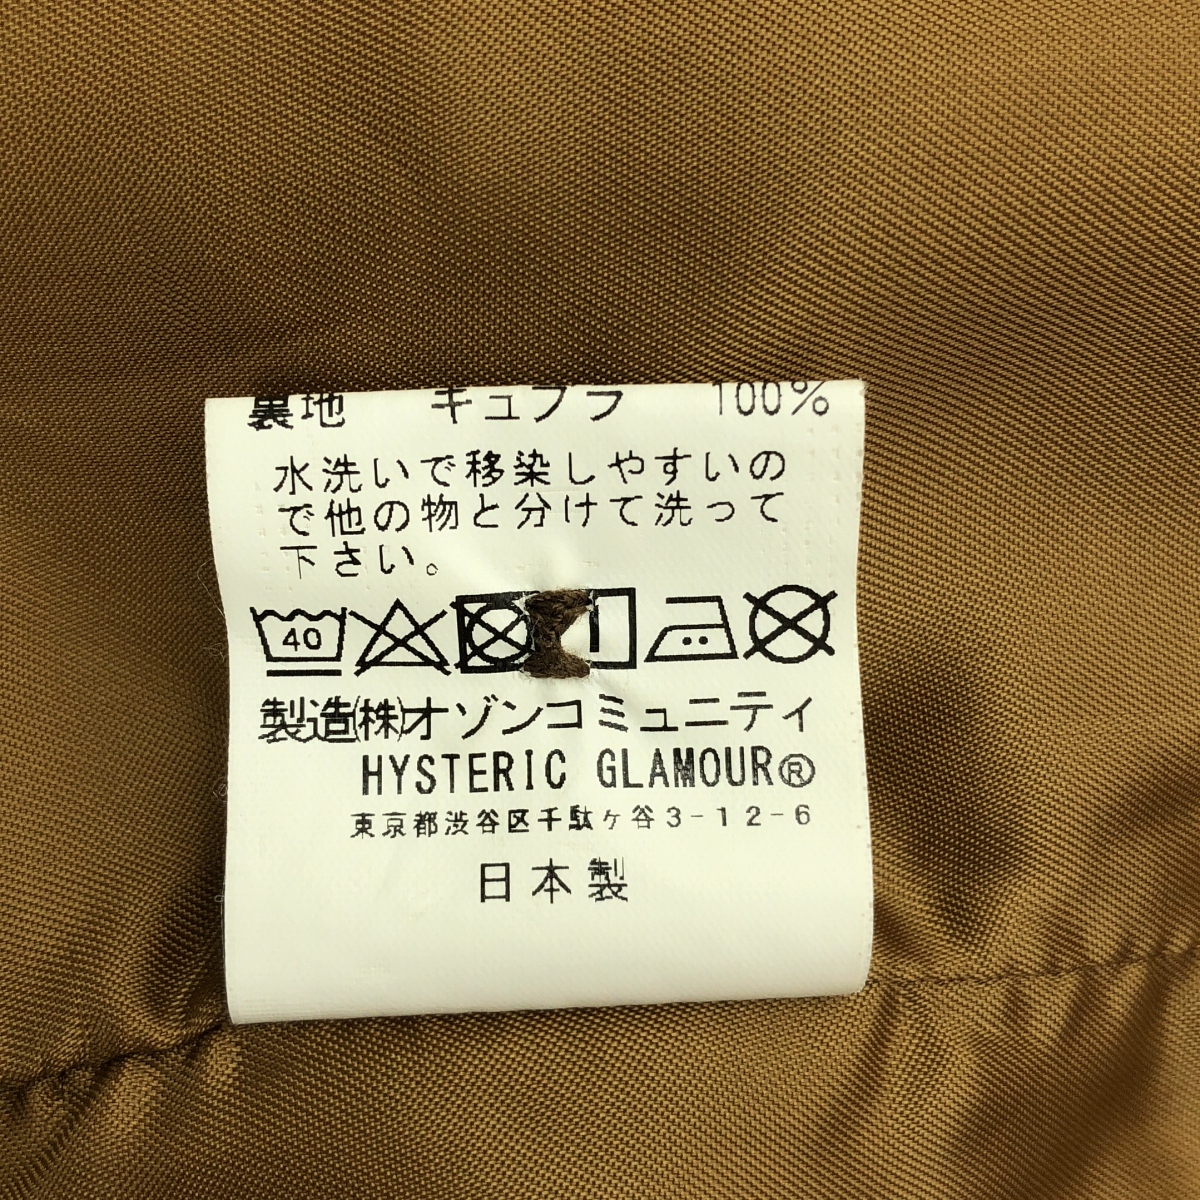 裏地 キュプラ 100%
水洗いで移染しやすいの
で他の物と分けて洗って
下さい。
40
製造(株)オゾンコミュニティ
HYSTERIC GLAMOUR®
東京都渋谷区千駄ヶ谷3-12-6
日本製